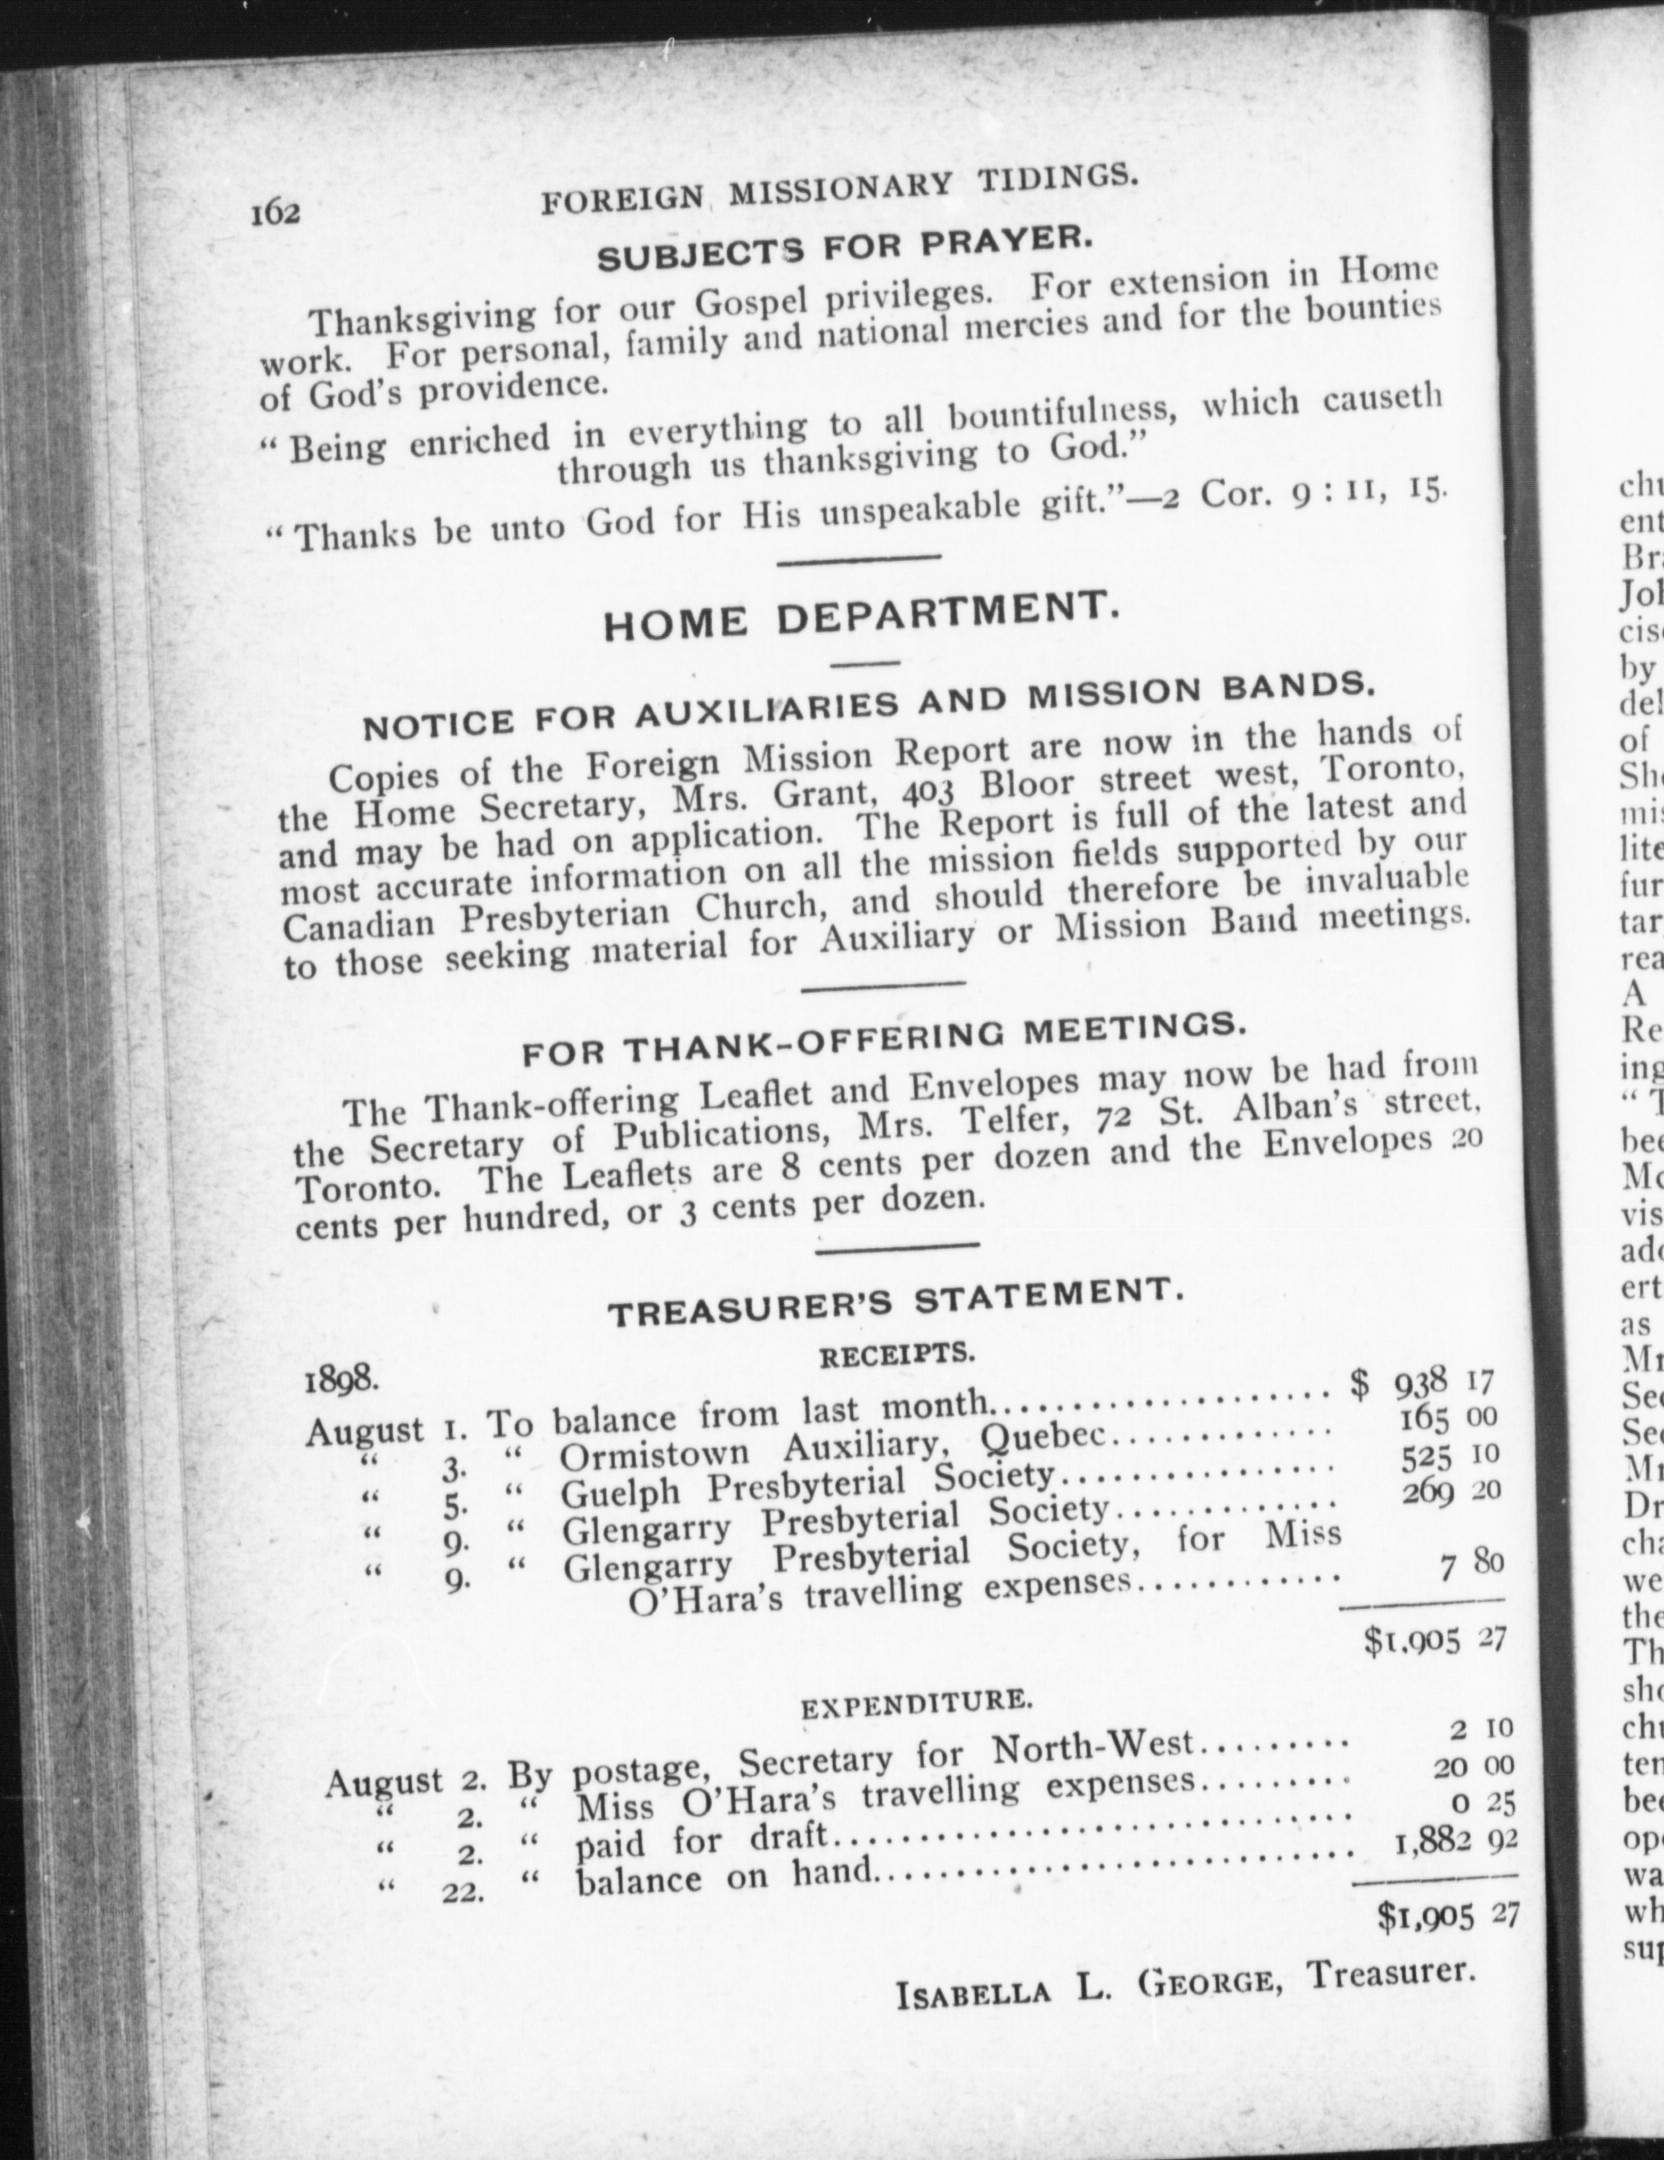 162 FOREIGN MISSIONARY TIDINGS.
SUBJECTS FOR PRAYER.
Thanksgiving for our Gospel privileges. For extension in Home
work. For personal, family and national mercies and for the bounties
of God's providence.
“ Being enriched in everything to all bountifulness, which causeth
through us thanksgiving to God.”
“ Thanks be unto God for His unspeakable gift.”—2 Cor. 9 : 11, 15.
HOME DEPARTMENT.
NOTICE FOR AUXILIARIES AND MISSION BANDS.
Copies of the Foreign Mission Report are now in the hands of
the Home Secretary, Mrs. Grant, 403 Bloor street west, Toronto,
and may be had on application. The Report is full of the latest and
most accurate information on all the mission fields supported by our
Canadian Presbyterian Church, and should therefore be invaluable
to those seeking material for Auxiliary or Mission Band meetings.
FOR THANK-OFFERING MEETINGS.
The Thank-offering Leaflet and Envelopes may now be had from
the Secretary of Publications, Mrs. Telfer, 72 St. Alban's street,
Toronto. The Leaflets are 8 cents per dozen and the Envelopes 20
cents per hundred, or 3 cents per dozen.
TREASURER'S STATEMENT.
RECEIPTS.
1898.
August 1. To balance from last month.................... $ 938 17
“ 3. “ Ormistown Auxiliary, Quebec............. 165 00
“ 5. “ Guelph Presbyterial Society................ 525 10
“ 9. “ Glengarry Presbyterial Society............. 269 20
“ 9. “ Glengarry Presbyterial Society, for Miss
O'Hara's travelling expenses............ 7 80
$1,905 27
EXPENDITURE.
August 2. By postage, Secretary for North-West......... 2 10
“ 2. “ Miss O'Hara's travelling expenses......... 20 00
“ 2. “ paid for draft.............................. 0 25
“ 22. “ balance on hand............................ 1,882 92
$1,905 27
ISABELLA L. GEORGE, Treasurer.
by
of
A
as